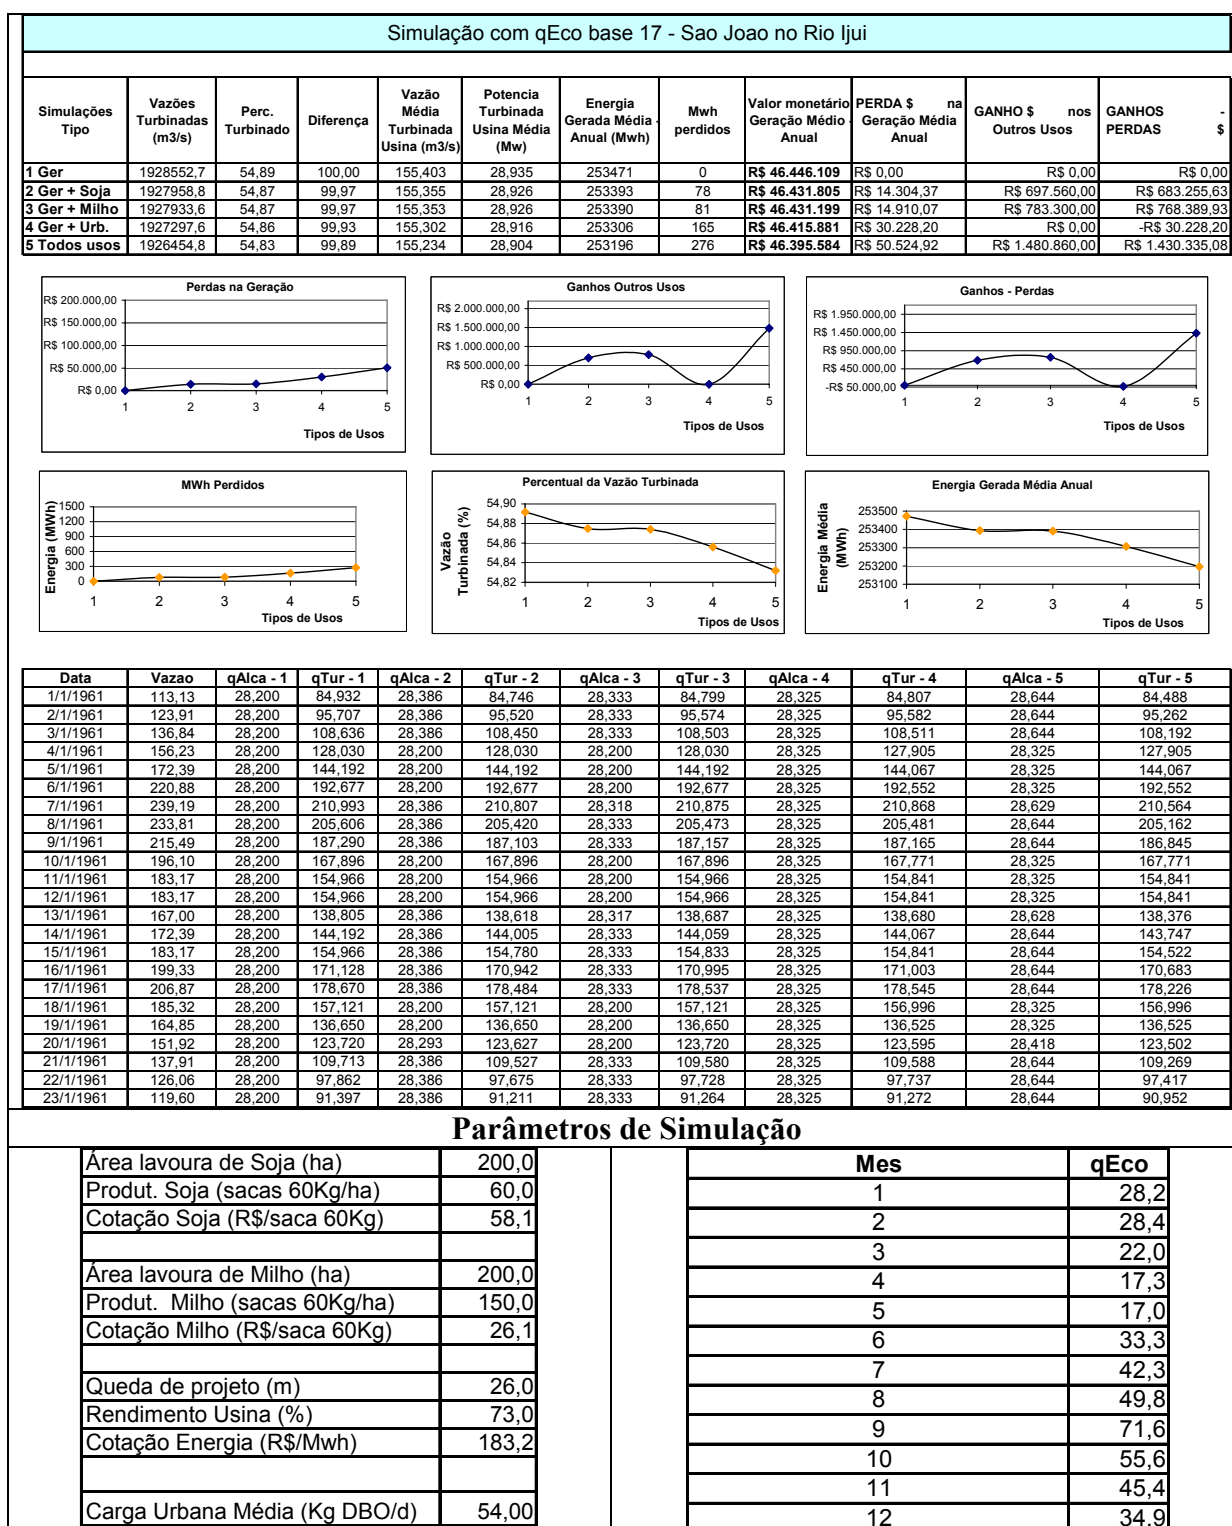 Simulação com qEco base 17 - Sao Joao no Rio Ijui
Simulações Tipo	Vazões Turbinadas (m3/s)	Perc. Turbinado	Diferença	Vazão Média Turbinada Usina (m3/s)	Potencia Turbinada Usina Média (Mw)	Energia Gerada Média - Anual (Mwh)	Mwh perdidos	Valor monetário Geração Médio - Anual	PERDA $ na Geração Média Anual	GANHO $ nos Outros Usos	GANHOS - PERDAS $
1 Ger	1928552,7	54,89	100,00	155,403	28,935	253471	0	R$ 46.446.109	R$ 0,00	R$ 0,00	R$ 0,00
2 Ger + Soja	1927958,8	54,87	99,97	155,355	28,926	253393	78	R$ 46.431.805	R$ 14.304,37	R$ 697.560,00	R$ 683.255,63
3 Ger + Milho	1927933,6	54,87	99,97	155,353	28,926	253390	81	R$ 46.431.199	R$ 14.910,07	R$ 783.300,00	R$ 768.389,93
4 Ger + Urb.	1927297,6	54,86	99,93	155,302	28,916	253306	165	R$ 46.415.881	R$ 30.228,20	R$ 0,00	-R$ 30.228,20
5 Todos usos	1926454,8	54,83	99,89	155,234	28,904	253196	276	R$ 46.395.584	R$ 50.524,92	R$ 1.480.860,00	R$ 1.430.335,08
Perdas na Geração
R$ 200.000,00
R$ 150.000,00
R$ 100.000,00
R$ 50.000,00
R$ 0,00
1 2 3 4 5
Tipos de Usos
Ganhos Outros Usos
R$ 2.000.000,00
R$ 1.500.000,00
R$ 1.000.000,00
R$ 500.000,00
R$ 0,00
1 2 3 4 5
Tipos de Usos
Ganhos - Perdas
R$ 1.950.000,00
R$ 1.450.000,00
R$ 950.000,00
R$ 450.000,00
-R$ 50.000,00
1 2 3 4 5
Tipos de Usos
MWh Perdidos
Energia (MWh)
1500
1200
900
600
300
0
1 2 3 4 5
Tipos de Usos
Percentual da Vazão Turbinada
Vazão Turbinada (%)
54,90
54,88
54,86
54,84
54,82
1 2 3 4 5
Tipos de Usos
Energia Gerada Média Anual
Energia Média (MWh)
253500
253400
253300
253200
253100
1 2 3 4 5
Tipos de Usos
Data	Vazao	qAlca - 1	qTur - 1	qAlca - 2	qTur - 2	qAlca - 3	qTur - 3	qAlca - 4	qTur - 4	qAlca - 5	qTur - 5
1/1/1961	113,13	28,200	84,932	28,386	84,746	28,333	84,799	28,325	84,807	28,644	84,488
2/1/1961	123,91	28,200	95,707	28,386	95,520	28,333	95,574	28,325	95,582	28,644	95,262
3/1/1961	136,84	28,200	108,636	28,386	108,450	28,333	108,503	28,325	108,511	28,644	108,192
4/1/1961	156,23	28,200	128,030	28,200	128,030	28,200	128,030	28,325	127,905	28,325	127,905
5/1/1961	172,39	28,200	144,192	28,200	144,192	28,200	144,192	28,325	144,067	28,325	144,067
6/1/1961	220,88	28,200	192,677	28,200	192,677	28,200	192,677	28,325	192,552	28,325	192,552
7/1/1961	239,19	28,200	210,993	28,386	210,807	28,318	210,875	28,325	210,868	28,629	210,564
8/1/1961	233,81	28,200	205,606	28,386	205,420	28,333	205,473	28,325	205,481	28,644	205,162
9/1/1961	215,49	28,200	187,290	28,386	187,103	28,333	187,157	28,325	187,165	28,644	186,845
10/1/1961	196,10	28,200	167,896	28,200	167,896	28,200	167,896	28,325	167,771	28,325	167,771
11/1/1961	183,17	28,200	154,966	28,200	154,966	28,200	154,966	28,325	154,841	28,325	154,841
12/1/1961	183,17	28,200	154,966	28,200	154,966	28,200	154,966	28,325	154,841	28,325	154,841
13/1/1961	167,00	28,200	138,805	28,386	138,618	28,317	138,687	28,325	138,680	28,628	138,376
14/1/1961	172,39	28,200	144,192	28,386	144,005	28,333	144,059	28,325	144,067	28,644	143,747
15/1/1961	183,17	28,200	154,966	28,386	154,780	28,333	154,833	28,325	154,841	28,644	154,522
16/1/1961	199,33	28,200	171,128	28,386	170,942	28,333	170,995	28,325	171,003	28,644	170,683
17/1/1961	206,87	28,200	178,670	28,386	178,484	28,333	178,537	28,325	178,545	28,644	178,226
18/1/1961	185,32	28,200	157,121	28,200	157,121	28,200	157,121	28,325	156,996	28,325	156,996
19/1/1961	164,85	28,200	136,650	28,200	136,650	28,200	136,650	28,325	136,525	28,325	136,525
20/1/1961	151,92	28,200	123,720	28,293	123,627	28,200	123,720	28,325	123,595	28,418	123,502
21/1/1961	137,91	28,200	109,713	28,386	109,527	28,333	109,580	28,325	109,588	28,644	109,269
22/1/1961	126,06	28,200	97,862	28,386	97,675	28,333	97,728	28,325	97,737	28,644	97,417
23/1/1961	119,60	28,200	91,397	28,386	91,211	28,333	91,264	28,325	91,272	28,644	90,952
Parâmetros de Simulação
Área lavoura de Soja (ha)	200,0
Produt. Soja (sacas 60Kg/ha)	60,0
Cotação Soja (R$/saca 60Kg)	58,1
Área lavoura de Milho (ha)	200,0
Produt. Milho (sacas 60Kg/ha)	150,0
Cotação Milho (R$/saca 60Kg)	26,1
Queda de projeto (m)	26,0
Rendimento Usina (%)	73,0
Cotação Energia (R$/Mwh)	183,2
Carga Urbana Média (Kg DBO/d)	54,00
Mes	qEco
1	28,2
2	28,4
3	22,0
4	17,3
5	17,0
6	33,3
7	42,3
8	49,8
9	71,6
10	55,6
11	45,4
12	34,9